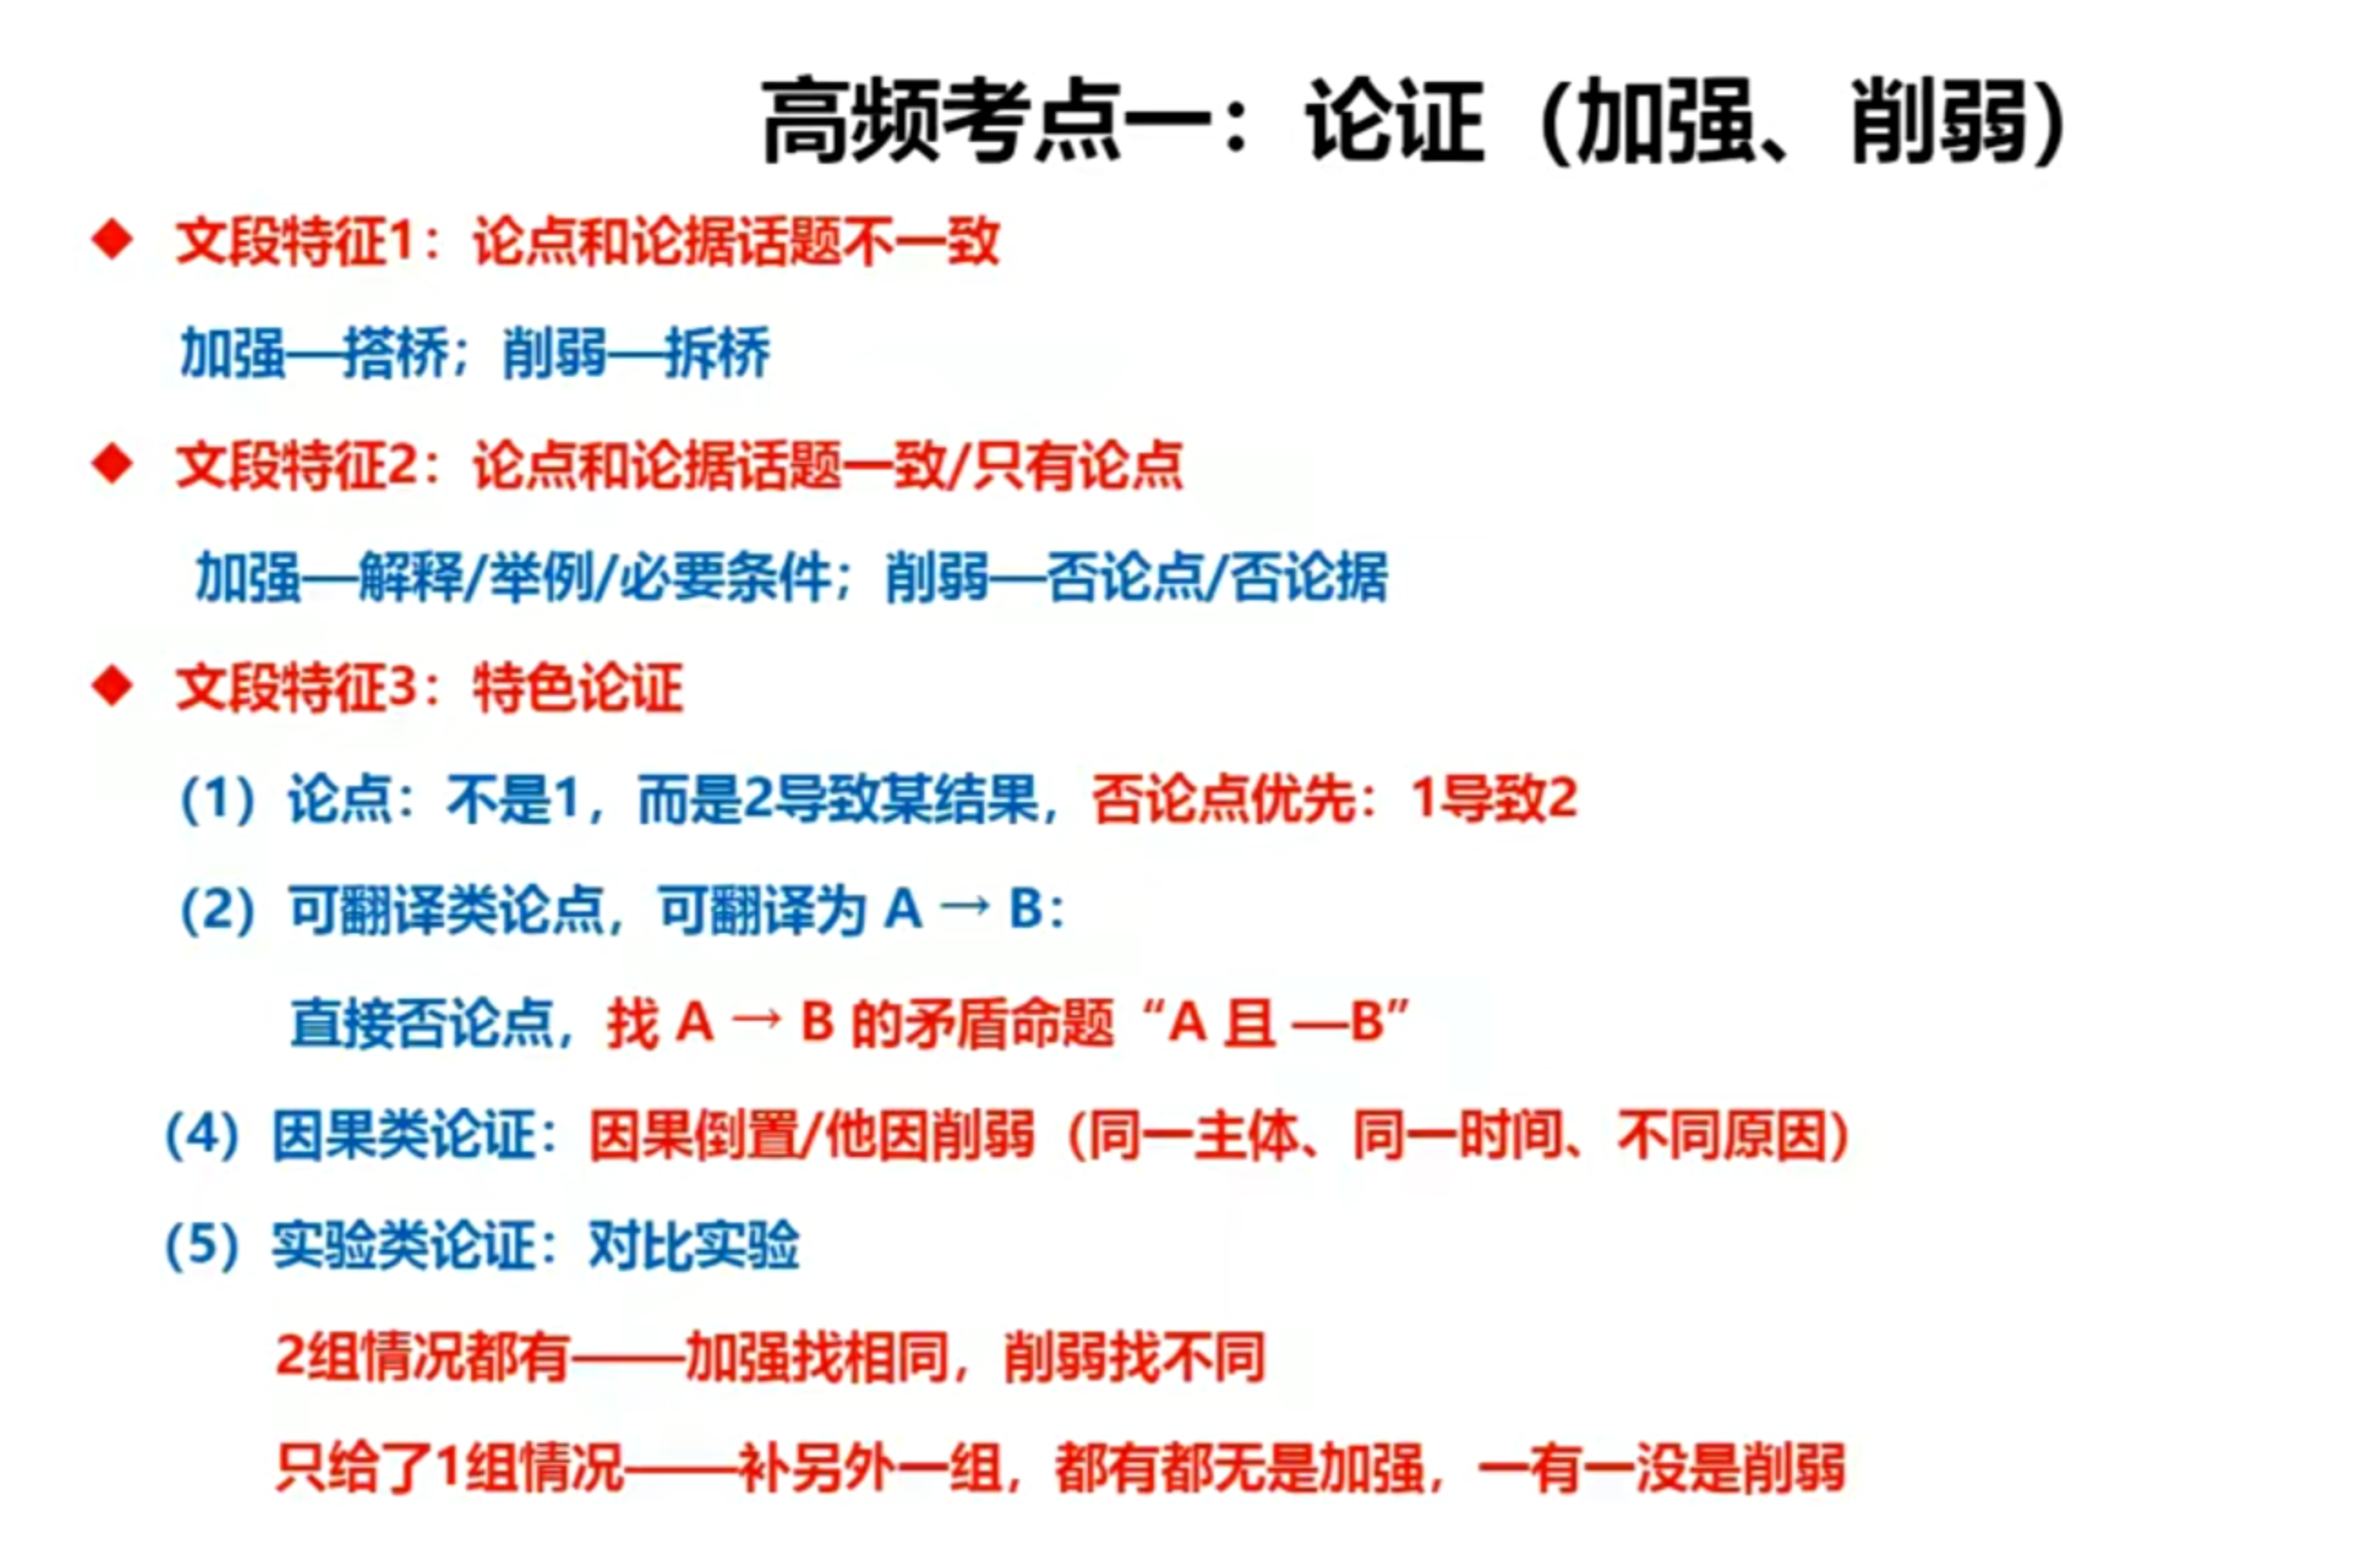 高频考点一：论证（加强、削弱）
◆ 文段特征1：论点和论据话题不一致
加强—搭桥；削弱—拆桥
◆ 文段特征2：论点和论据话题一致/只有论点
加强—解释/举例/必要条件；削弱—否论点/否论据
◆ 文段特征3：特色论证
（1）论点：不是1，而是2导致某结果，否论点优先：1导致2
（2）可翻译类论点，可翻译为 A → B：
直接否论点，找 A → B 的矛盾命题“A 且 —B”
（4）因果类论证：因果倒置/他因削弱（同一主体、同一时间、不同原因）
（5）实验类论证：对比实验
2组情况都有——加强找相同，削弱找不同
只给了1组情况——补另外一组，都有都无是加强，一有一没是削弱